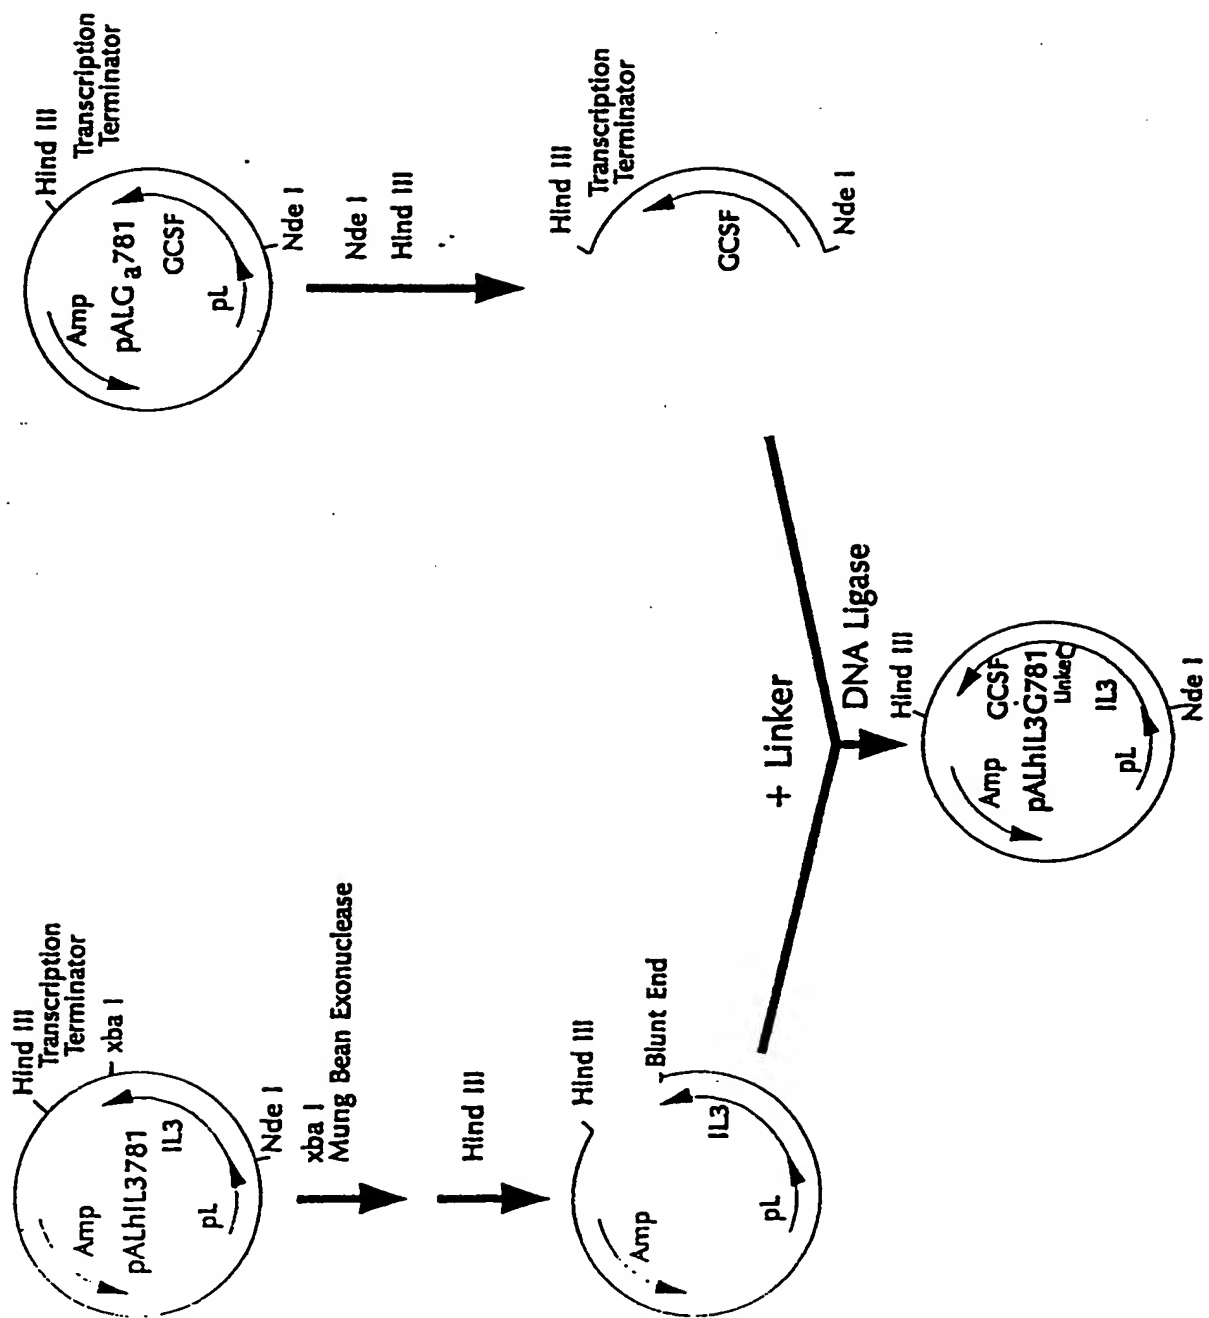 Hind III
Transcription
Terminator
xba I
Amp
pALhIL3781
IL3
pL
Nde I
xba I
Mung Bean Exonuclease
Hind III
Hind III
Blunt End
Amp
IL3
pL
Hind III
Transcription
Terminator
Amp
pALGa781
GCSF
pL
Nde I
Nde I
Hind III
Hind III
Transcription
Terminator
GCSF
Nde I
+ Linker
DNA Ligase
Hind III
Amp
GCSF
pALhIL3G781
Linker
IL3
pL
Nde I